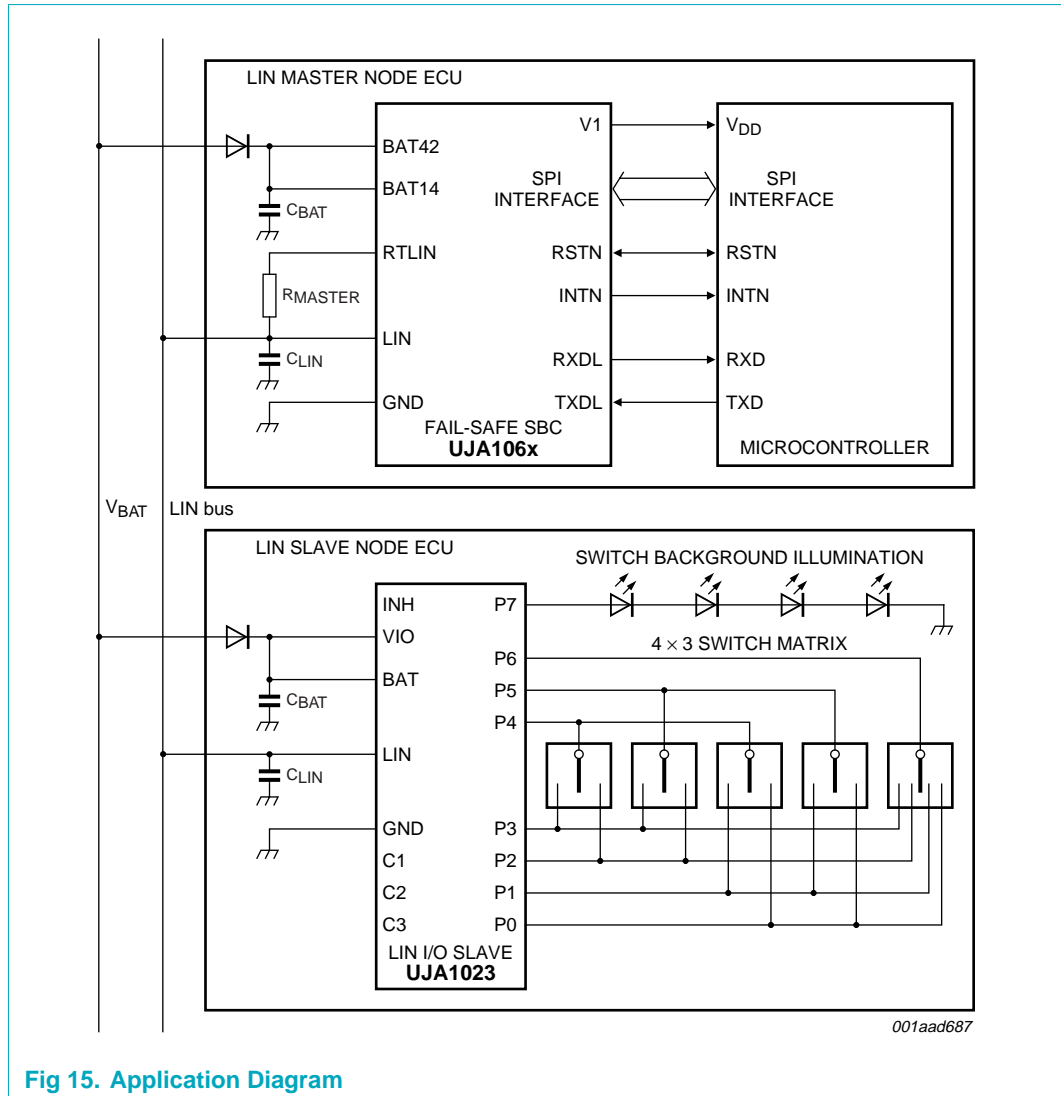 LIN MASTER NODE ECU
BAT42
BAT14
CBAT
RTLIN
RMASTER
LIN
CLIN
GND
V1
SPI
INTERFACE
RSTN
INTN
RXDL
TXDL
FAIL-SAFE SBC
UJA106x
VDD
SPI
INTERFACE
RSTN
INTN
RXD
TXD
MICROCONTROLLER
VBAT
LIN bus
LIN SLAVE NODE ECU
INH
VIO
BAT
CBAT
LIN
CLIN
GND
C1
C2
C3
P7
P6
P5
P4
P3
P2
P1
P0
LIN I/O SLAVE
UJA1023
SWITCH BACKGROUND ILLUMINATION
4 × 3 SWITCH MATRIX
001aad687
Fig 15. Application Diagram